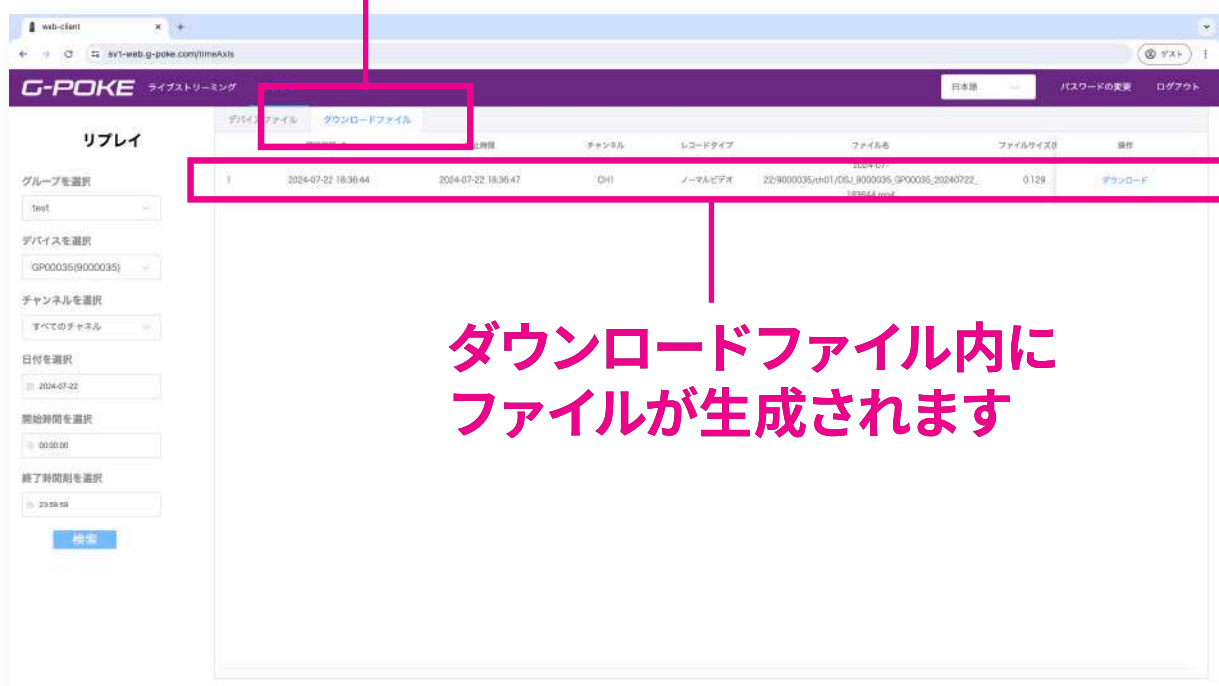 web-client
sv1-web.g-poke.com/timeAxis
ゲスト
G-POKE ライブストリーミング 日本語 パスワードの変更 ログアウト
リプレイ
デバイスファイル ダウンロードファイル
チャンネル レコードタイプ ファイル名 ファイルサイズ 操作
1 2024-07-22 18:36:44 2024-07-22 18:36:47 CH1 ノーマルビデオ 0.129 ダウンロード
グループを選択
test
デバイスを選択
GP00035(9000035)
チャンネルを選択
すべてのチャネル
日付を選択
2024-07-22
開始時間を選択
00:00:00
終了時間刻を選択
23:59:59
検索
ダウンロードファイル内に
ファイルが生成されます